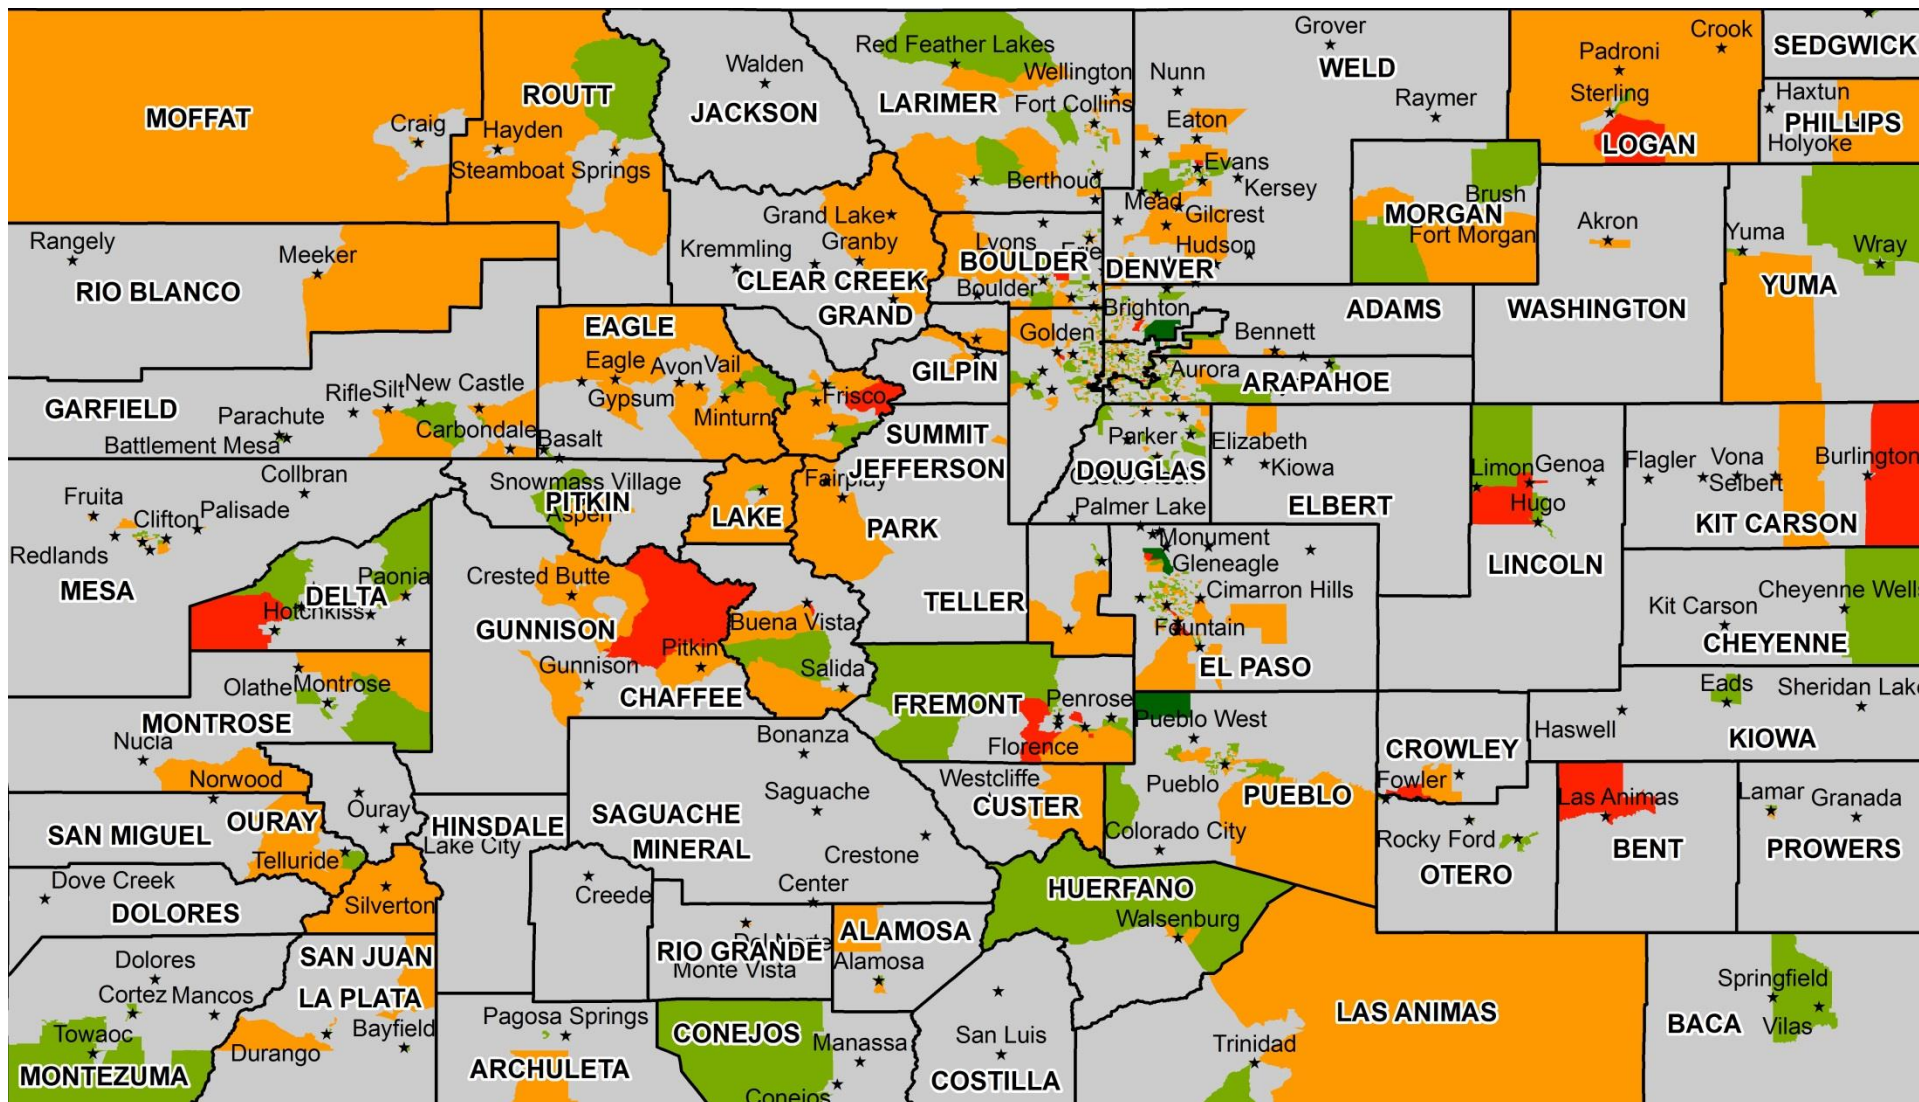 Crook
Grover
SEDGWICK
Red Feather Lakes
Padroni
Walden
WELD
Wellington
Nunn
ROUTT
Sterling
Haxtun
MOFFAT
JACKSON
LARIMER
Fort Collins
Raymer
PHILLIPS
Craig
Hayden
Eaton
LOGAN
Holyoke
Steamboat Springs
Evans
Berthoud
Kersey
Brush
Mead
Gilcrest
MORGAN
Grand Lake
Akron
Fort Morgan
Yuma
Wray
Rangely
Meeker
Kremmling
Granby
Lyons
Erie
Hudson
BOULDER
DENVER
RIO BLANCO
CLEAR CREEK
Boulder
YUMA
GRAND
Brighton
ADAMS
WASHINGTON
EAGLE
Golden
Bennett
Eagle
Avon
Vail
GILPIN
Aurora
ARAPAHOE
Rifle
Silt
New Castle
Gypsum
Minturn
Frisco
GARFIELD
Parachute
Carbondale
Basalt
SUMMIT
Battlement Mesa
Parker
Elizabeth
JEFFERSON
DOUGLAS
Kiowa
Limon
Genoa
Flagler
Vona
Burlington
Collbran
Snowmass Village
Fairplay
Seibert
Fruita
PITKIN
Aspen
LAKE
PARK
Palmer Lake
ELBERT
Hugo
KIT CARSON
Clifton
Palisade
Monument
Redlands
Gleneagle
LINCOLN
MESA
Paonia
Crested Butte
Cimarron Hills
Cheyenne Wells
DELTA
TELLER
Hotchkiss
Kit Carson
GUNNISON
Buena Vista
Fountain
CHEYENNE
Pitkin
EL PASO
Gunnison
Salida
Olathe
Montrose
CHAFFEE
FREMONT
Penrose
Eads
Sheridan Lake
MONTROSE
Pueblo West
Haswell
Nucla
Bonanza
Florence
CROWLEY
KIOWA
Norwood
Westcliffe
Pueblo
Fowler
Ouray
Saguache
CUSTER
PUEBLO
Las Animas
Lamar
Granada
SAN MIGUEL
OURAY
HINSDALE
SAGUACHE
Colorado City
Rocky Ford
Lake City
MINERAL
BENT
PROWERS
Telluride
Crestone
OTERO
Dove Creek
Creede
Center
HUERFANO
DOLORES
Silverton
Walsenburg
ALAMOSA
Del Norte
RIO GRANDE
Dolores
SAN JUAN
Monte Vista
Alamosa
Springfield
Cortez
Mancos
LA PLATA
LAS ANIMAS
Towaoc
Bayfield
Pagosa Springs
CONEJOS
San Luis
BACA
Vilas
Durango
Manassa
Trinidad
MONTEZUMA
ARCHULETA
COSTILLA
Conejos